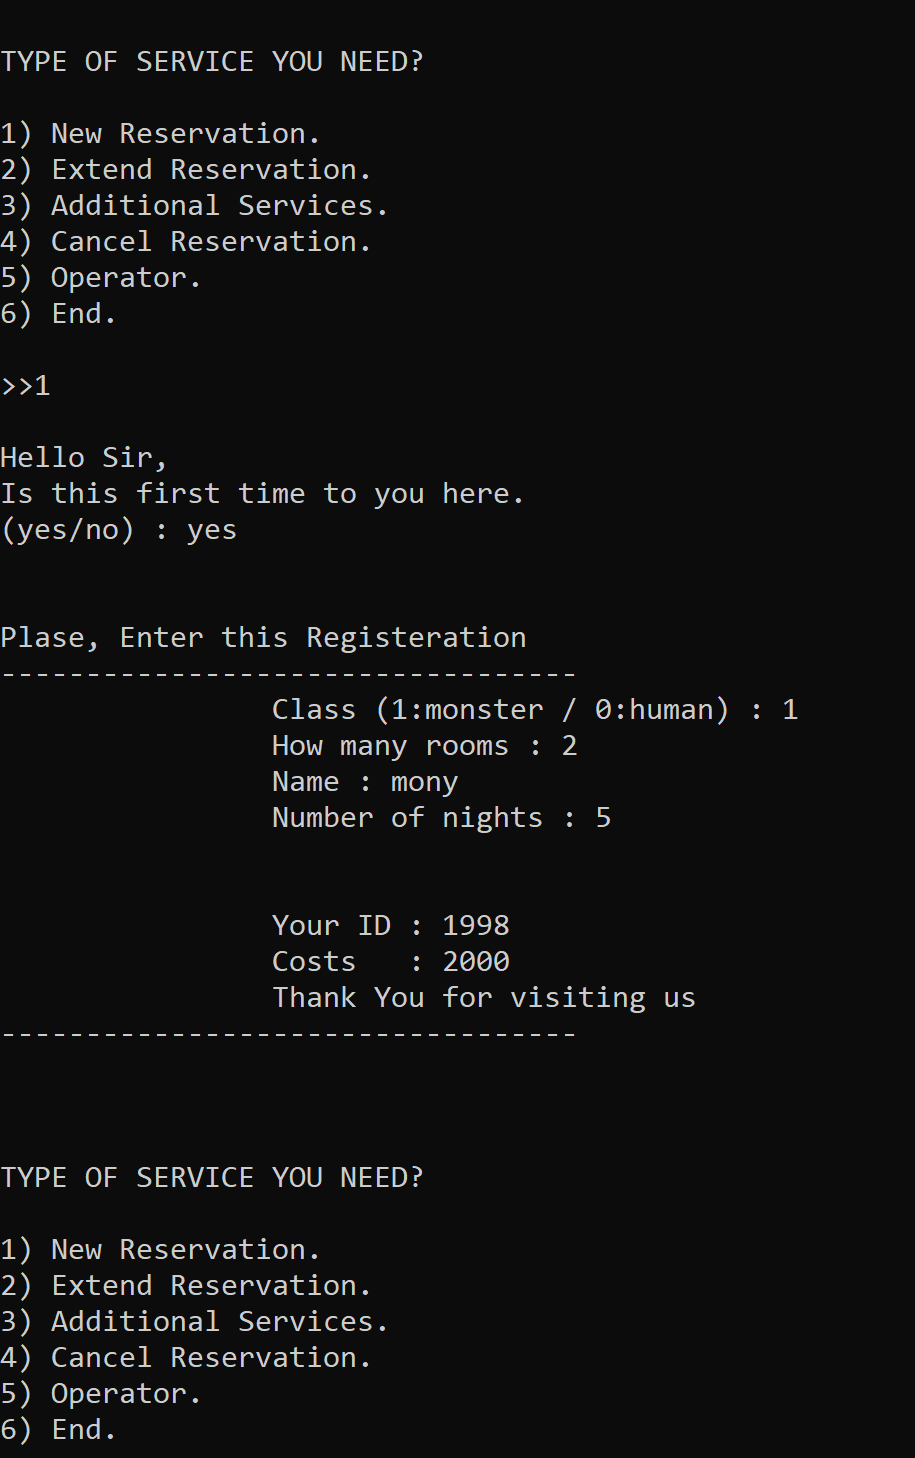 TYPE OF SERVICE YOU NEED?
1) New Reservation.
2) Extend Reservation.
3) Additional Services.
4) Cancel Reservation.
5) Operator.
6) End.
>>1
Hello Sir,
Is this first time to you here.
(yes/no) : yes
Plase, Enter this Registeration
----------------------------------
Class (1:monster / 0:human) : 1
How many rooms : 2
Name : mony
Number of nights : 5
Your ID : 1998
Costs   : 2000
Thank You for visiting us
----------------------------------
TYPE OF SERVICE YOU NEED?
1) New Reservation.
2) Extend Reservation.
3) Additional Services.
4) Cancel Reservation.
5) Operator.
6) End.